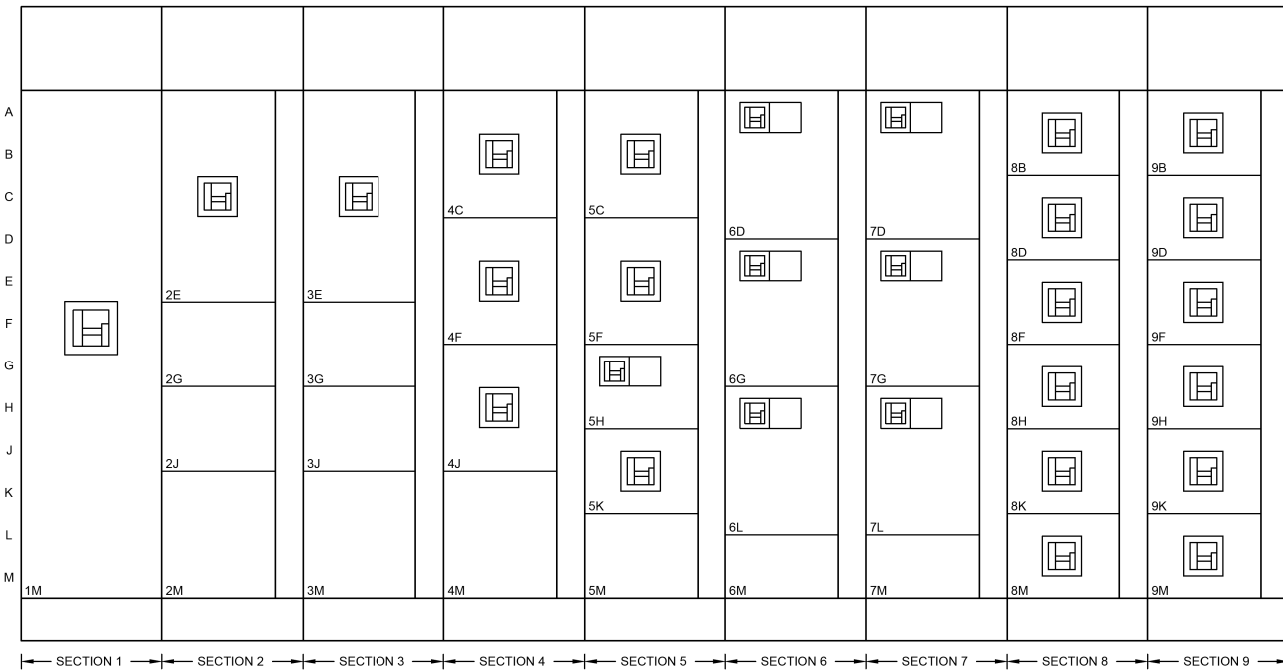 A
B
8B
9B
C
4C
5C
D
6D
7D
8D
9D
E
2E
3E
F
4F
5F
8F
9F
G
2G
3G
6G
7G
H
5H
8H
9H
J
2J
3J
4J
K
5K
8K
9K
L
6L
7L
M
1M
2M
3M
4M
5M
6M
7M
8M
9M
SECTION 1
SECTION 2
SECTION 3
SECTION 4
SECTION 5
SECTION 6
SECTION 7
SECTION 8
SECTION 9